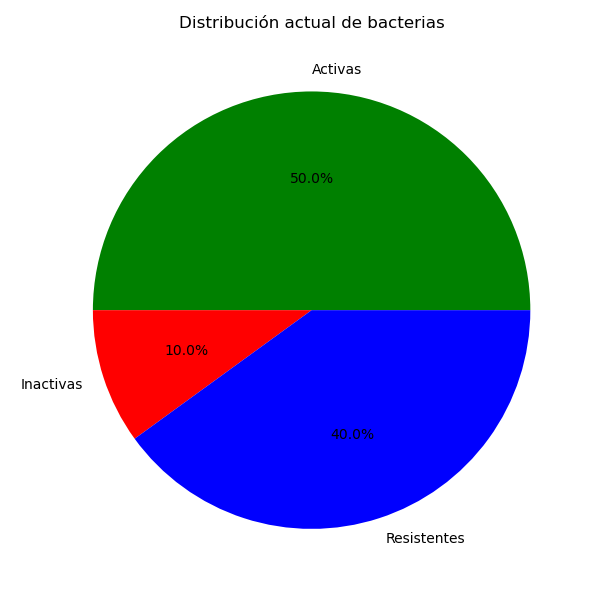 Distribución actual de bacterias
Activas
50.0%
10.0%
Inactivas
40.0%
Resistentes